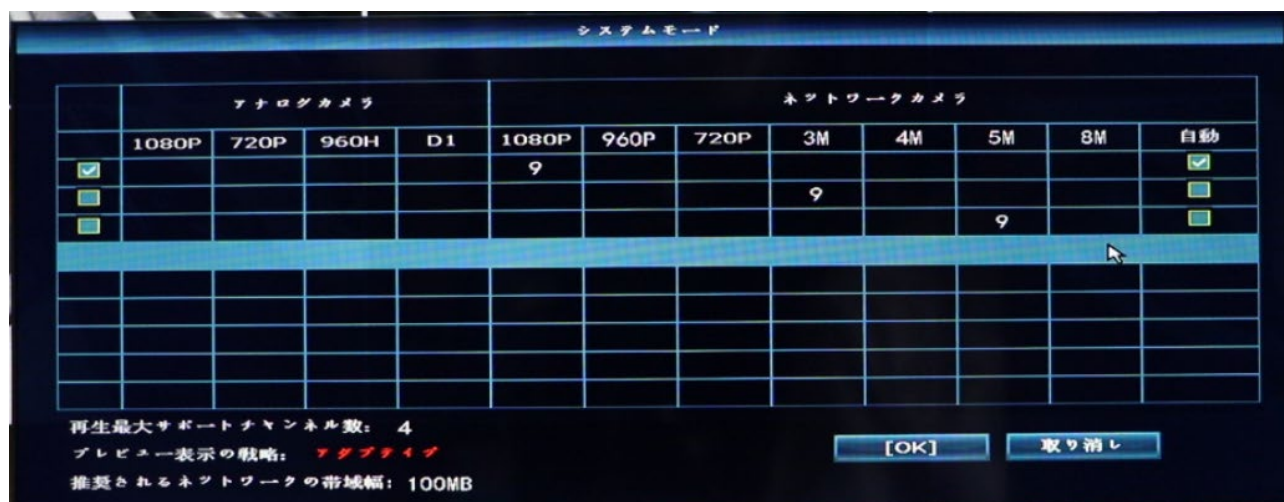 システムモード
アナログカメラ ネットワークカメラ
1080P 720P 960H D1 1080P 960P 720P 3M 4M 5M 8M 自動
9
9
9
再生最大サポートチャンネル数: 4
プレビュー表示の戦略: アダプティブ
推奨されるネットワークの帯域幅: 100MB
[OK] 取り消し